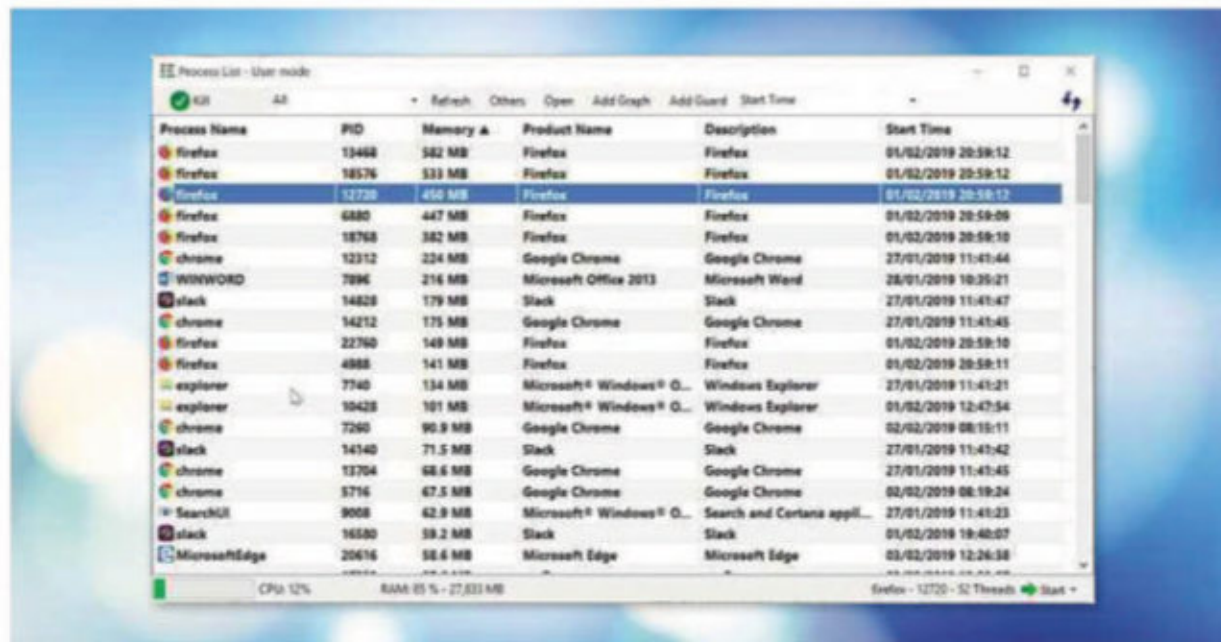 Process List - User mode
Kill All Refresh Others Open Add Graph Add Guard Start Time
Process Name PID Memory ▲ Product Name Description Start Time
firefox 13468 582 MB Firefox Firefox 01/02/2019 20:59:12
firefox 18576 533 MB Firefox Firefox 01/02/2019 20:59:12
firefox 12720 450 MB Firefox Firefox 01/02/2019 20:59:12
firefox 6880 447 MB Firefox Firefox 01/02/2019 20:59:09
firefox 18768 382 MB Firefox Firefox 01/02/2019 20:59:10
chrome 12312 224 MB Google Chrome Google Chrome 27/01/2019 11:41:44
WINWORD 7896 216 MB Microsoft Office 2013 Microsoft Word 28/01/2019 10:35:21
slack 14828 179 MB Slack Slack 27/01/2019 11:41:47
chrome 14212 175 MB Google Chrome Google Chrome 27/01/2019 11:41:45
firefox 22760 149 MB Firefox Firefox 01/02/2019 20:59:10
firefox 4988 141 MB Firefox Firefox 01/02/2019 20:59:11
explorer 7740 134 MB Microsoft® Windows® O... Windows Explorer 27/01/2019 11:41:21
explorer 10428 101 MB Microsoft® Windows® O... Windows Explorer 01/02/2019 12:47:54
chrome 7260 90.9 MB Google Chrome Google Chrome 02/02/2019 08:15:11
slack 14140 71.5 MB Slack Slack 27/01/2019 11:41:42
chrome 13704 68.6 MB Google Chrome Google Chrome 27/01/2019 11:41:45
chrome 5716 67.5 MB Google Chrome Google Chrome 02/02/2019 08:19:24
SearchUI 9008 62.9 MB Microsoft® Windows® O... Search and Cortana appli... 27/01/2019 11:41:23
slack 16580 59.2 MB Slack Slack 01/02/2019 19:40:07
MicrosoftEdge 20616 58.6 MB Microsoft Edge Microsoft Edge 03/02/2019 12:26:58
CPU: 12% RAM: 85 % - 27,833 MB firefox - 12720 - 52 Threads Start